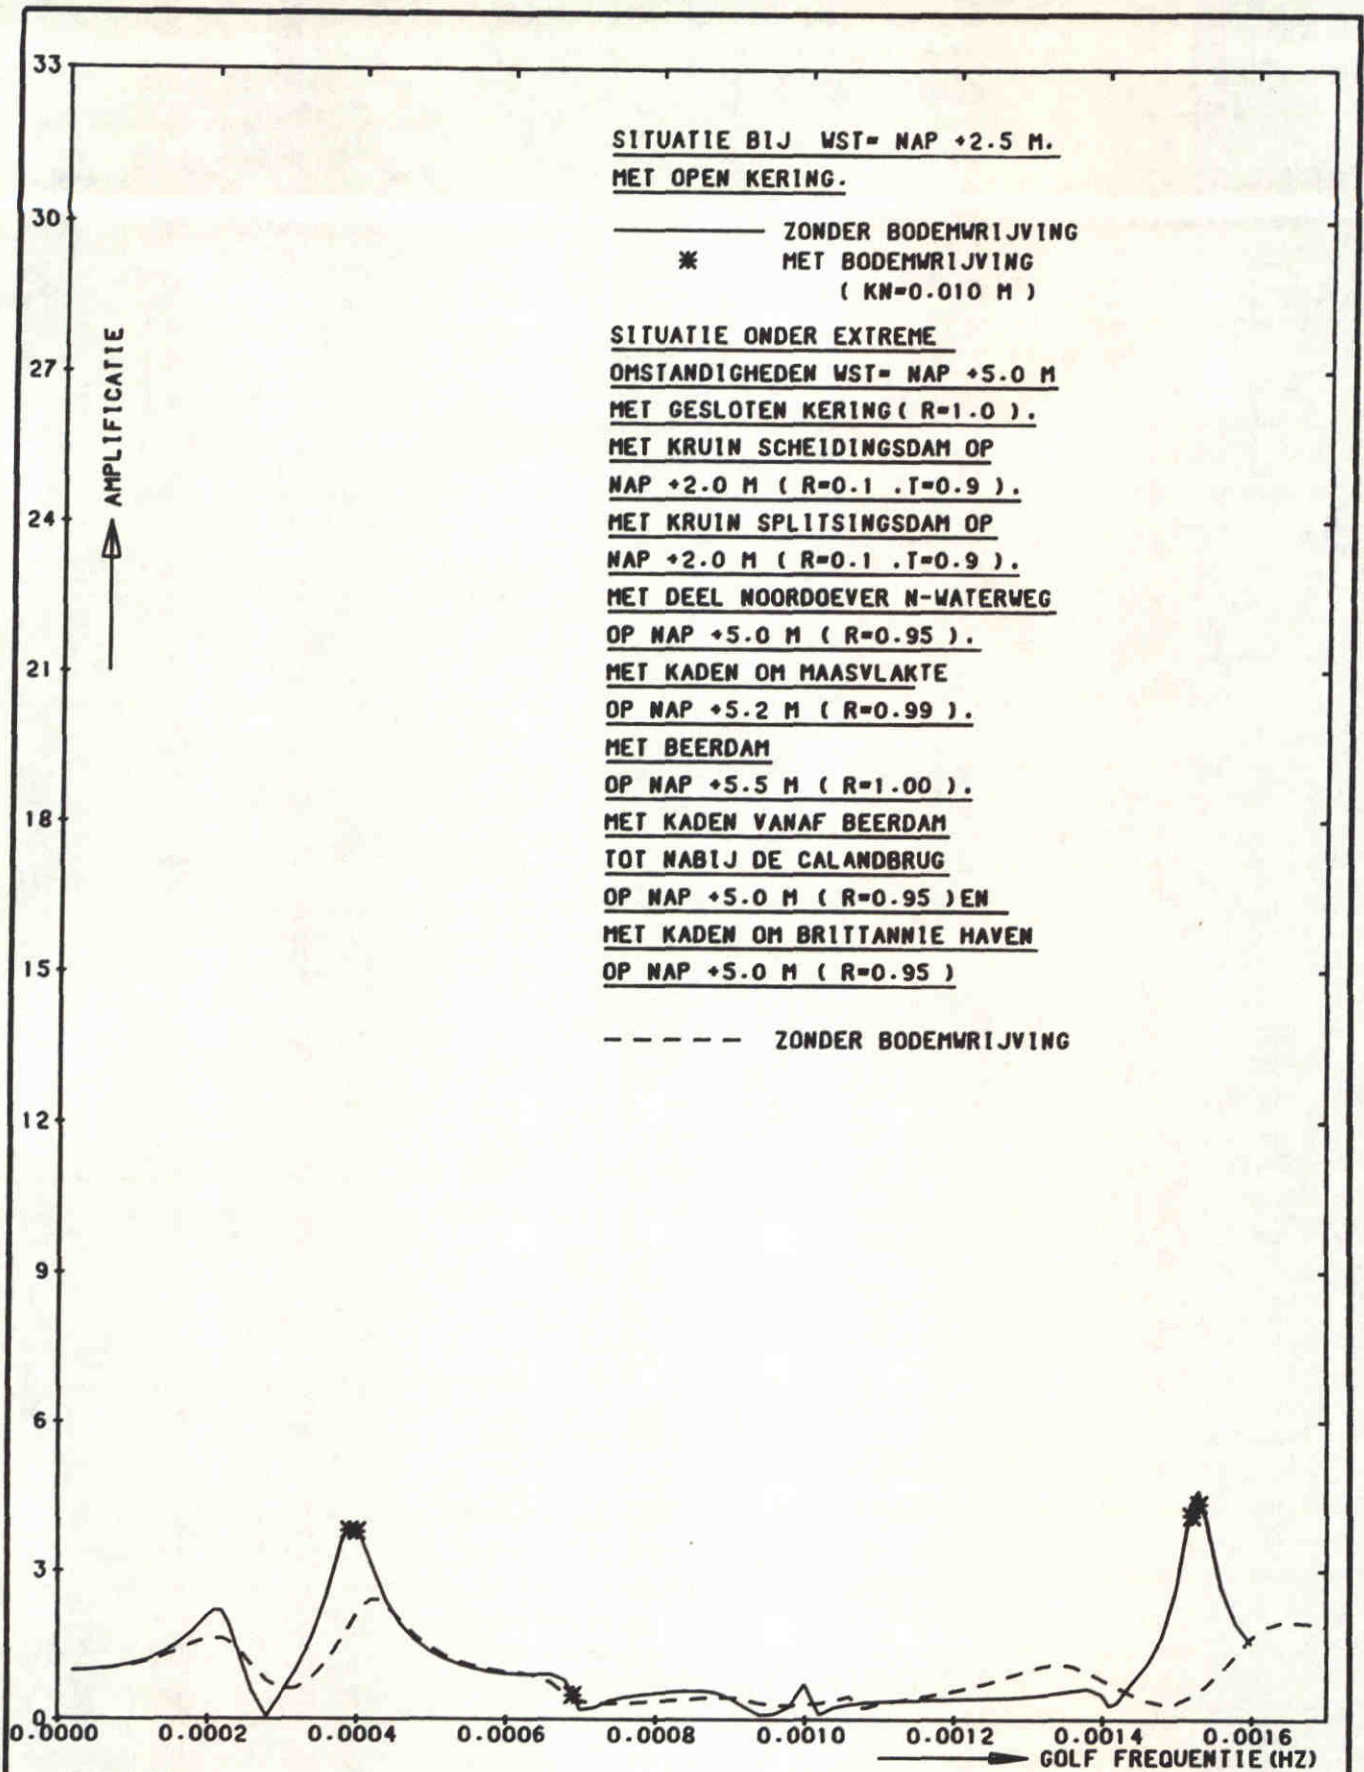 33
30
27
24
21
18
15
12
9
6
3
0
AMPLIFICATIE
SITUATIE BIJ WST= NAP +2.5 M.
MET OPEN KERING.
ZONDER BODEMWRIJVING
* MET BODEMWRIJVING
( KN=0.010 M )
SITUATIE ONDER EXTREME
OMSTANDIGHEDEN WST= NAP +5.0 M
MET GESLOTEN KERING( R=1.0 ).
MET KRUIN SCHEIDINGSDAM OP
NAP +2.0 M ( R=0.1 .T=0.9 ).
MET KRUIN SPLITSINGSDAM OP
NAP +2.0 M ( R=0.1 .T=0.9 ).
MET DEEL NOORDOEVER N-WATERWEG
OP NAP +5.0 M ( R=0.95 ).
MET KADEN OM MAASVLAKTE
OP NAP +5.2 M ( R=0.99 ).
MET BEERDAM
OP NAP +5.5 M ( R=1.00 ).
MET KADEN VANAF BEERDAM
TOT NABIJ DE CALANDBRUG
OP NAP +5.0 M ( R=0.95 )EN
MET KADEN OM BRITTANNIE HAVEN
OP NAP +5.0 M ( R=0.95 )
ZONDER BODEMWRIJVING
0.0000 0.0002 0.0004 0.0006 0.0008 0.0010 0.0012 0.0014 0.0016
GOLF FREQUENTIE(HZ)